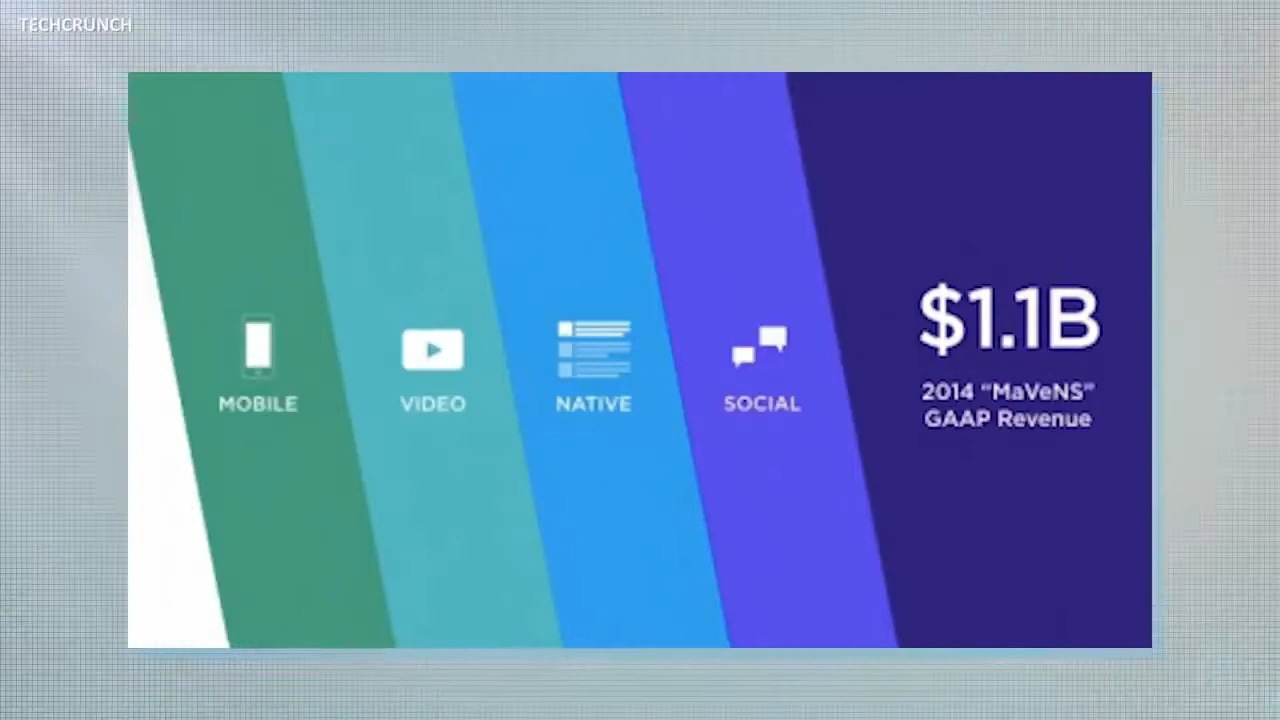 TECHCRUNCH
MOBILE
VIDEO
NATIVE
SOCIAL
$1.1B
2014 “MaVeNS”
GAAP Revenue